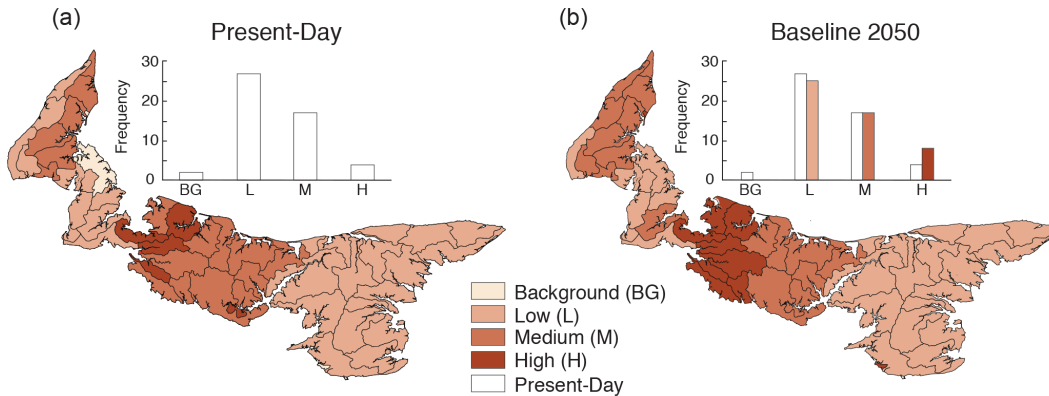 (a)
Present-Day
30
20
10
0
Frequency
BG L M H
(b)
Baseline 2050
30
20
10
0
Frequency
BG L M H
Background (BG)
Low (L)
Medium (M)
High (H)
Present-Day